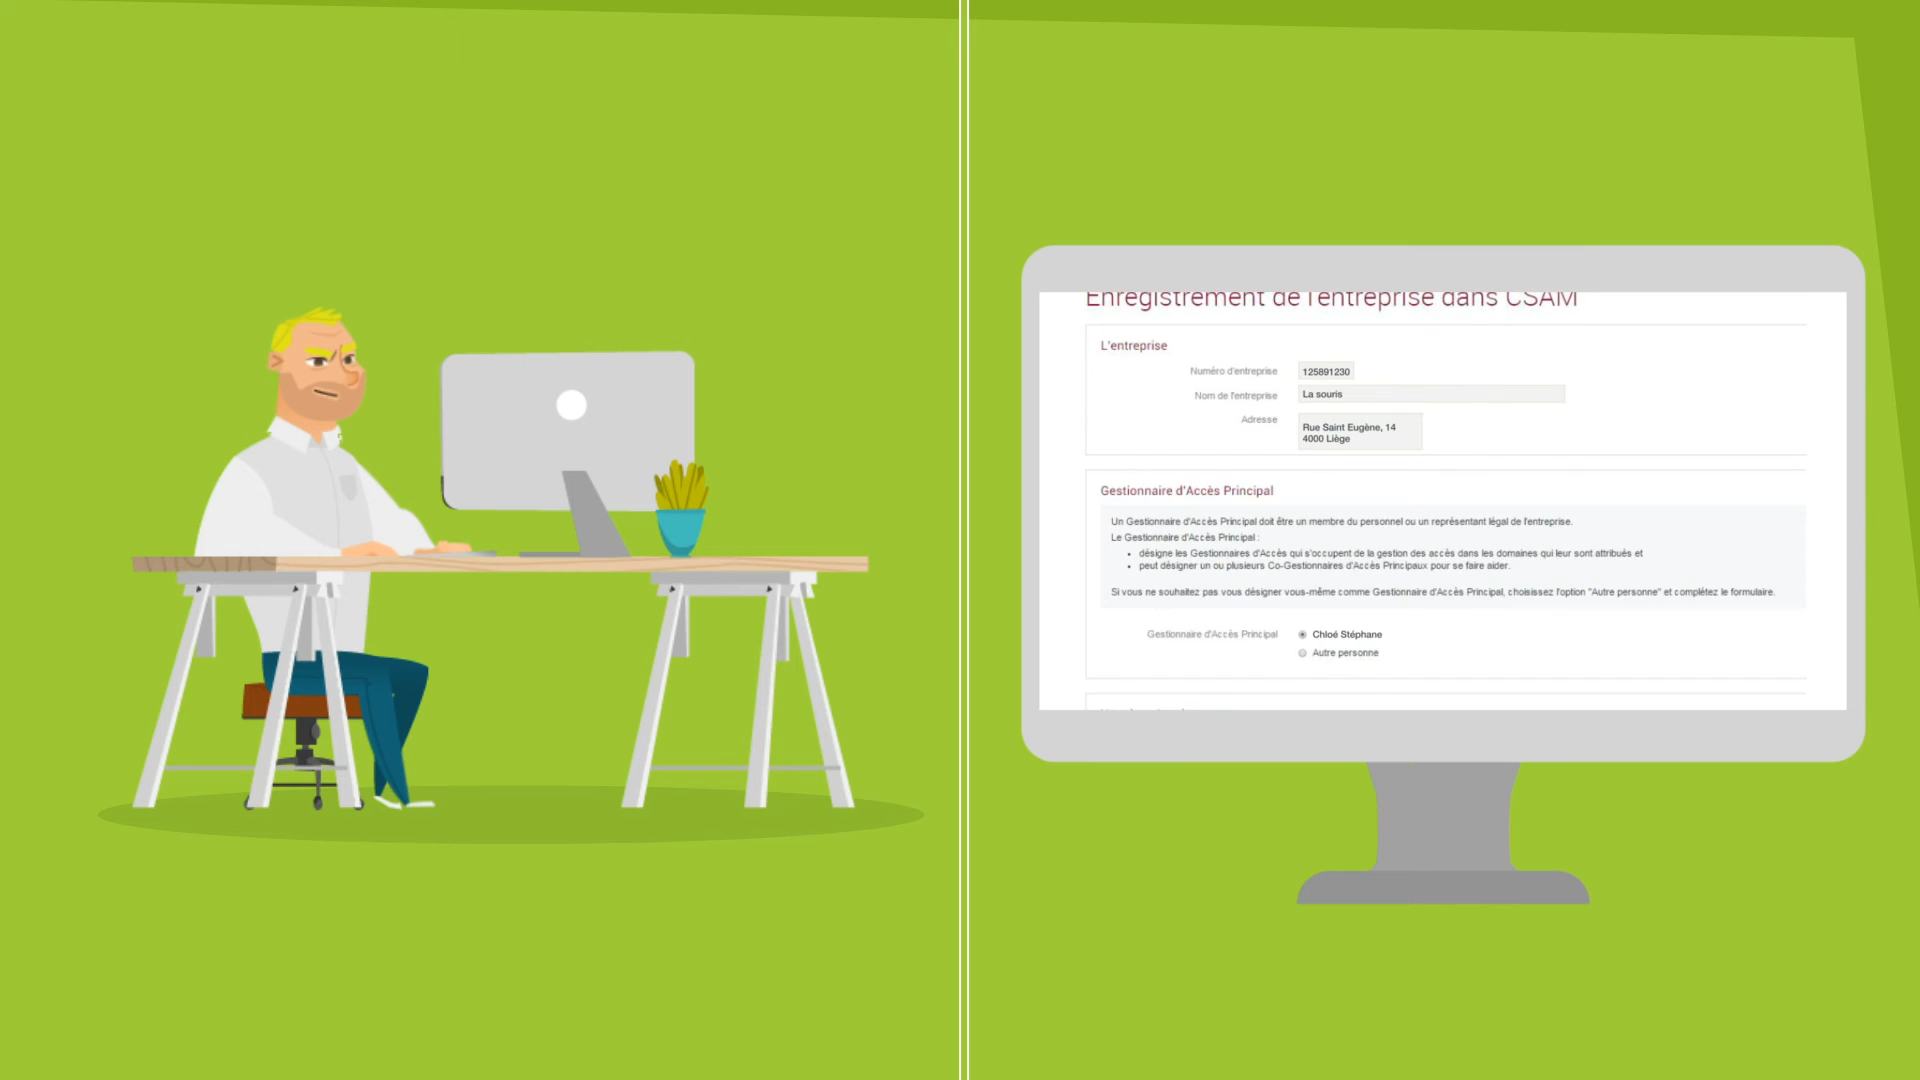 Enregistrement de l'entreprise dans CSAM
L'entreprise
Numéro d'entreprise 125891230
Nom de l'entreprise La souris
Adresse Rue Saint Eugène, 14
4000 Liège
Gestionnaire d'Accès Principal
Un Gestionnaire d'Accès Principal doit être un membre du personnel ou un représentant légal de l'entreprise.
Le Gestionnaire d'Accès Principal :
• désigne les Gestionnaires d'Accès qui s'occupent de la gestion des accès dans les domaines qui leur sont attribués et
• peut désigner un ou plusieurs Co-Gestionnaires d'Accès Principaux pour se faire aider.
Si vous ne souhaitez pas vous désigner vous-même comme Gestionnaire d'Accès Principal, choisissez l'option "Autre personne" et complétez le formulaire.
Gestionnaire d'Accès Principal Chloé Stéphane
Autre personne